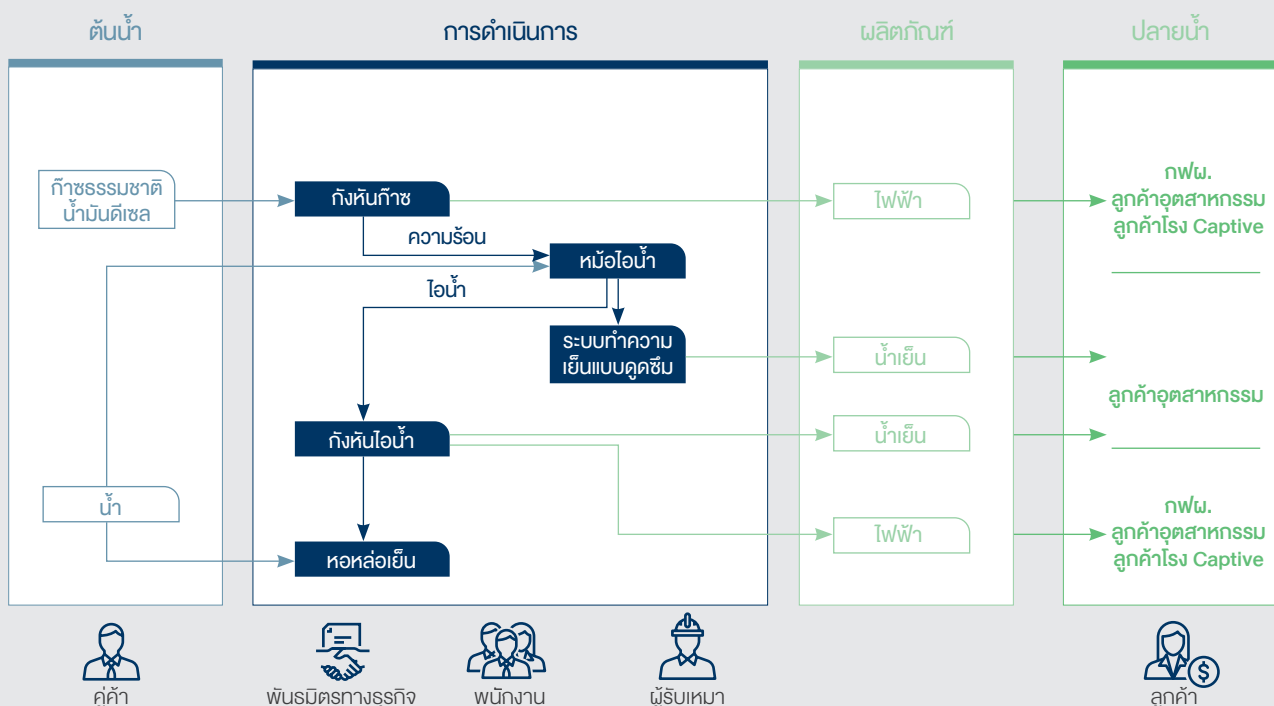 ต้นน้ำ
การดำเนินการ
ผลิตภัณฑ์
ปลายน้ำ
ก๊าซธรรมชาติ
น้ำมันดีเซล
กังหันก๊าซ
ไฟฟ้า
กฟผ.
ลูกค้าอุตสาหกรรม
ลูกค้าโรง Captive
ความร้อน
หม้อไอน้ำ
ไอน้ำ
ระบบทำความ
เย็นแบบดูดซึม
น้ำเย็น
ลูกค้าอุตสาหกรรม
กังหันไอน้ำ
น้ำเย็น
น้ำ
หอหล่อเย็น
ไฟฟ้า
กฟผ.
ลูกค้าอุตสาหกรรม
ลูกค้าโรง Captive
$
คู่ค้า
พันธมิตรทางธุรกิจ
พนักงาน
ผู้รับเหมา
ลูกค้า